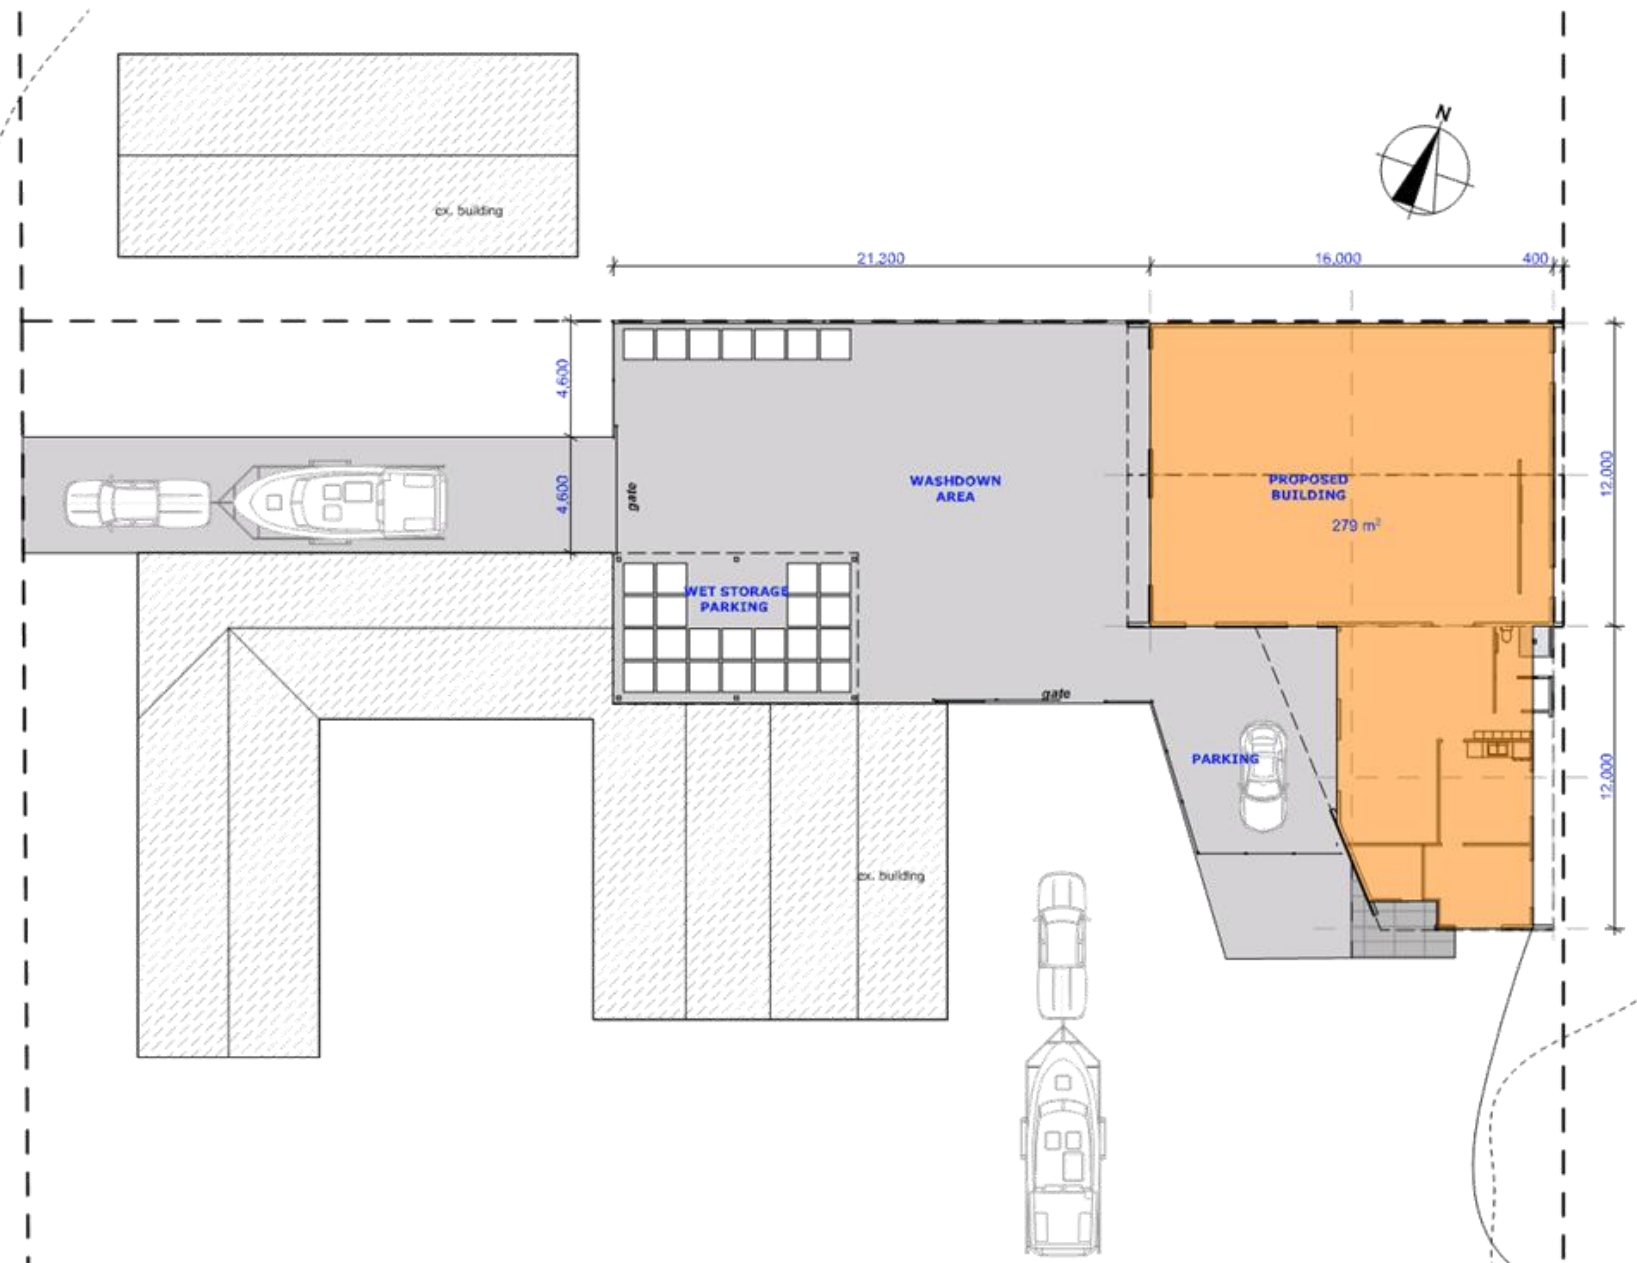 N
ex. building
21,300
16,000
400
4,600
4,600
gate
WASHDOWN
AREA
PROPOSED
BUILDING
279 m²
12,000
WET STORAGE
PARKING
gate
PARKING
12,000
ex. building